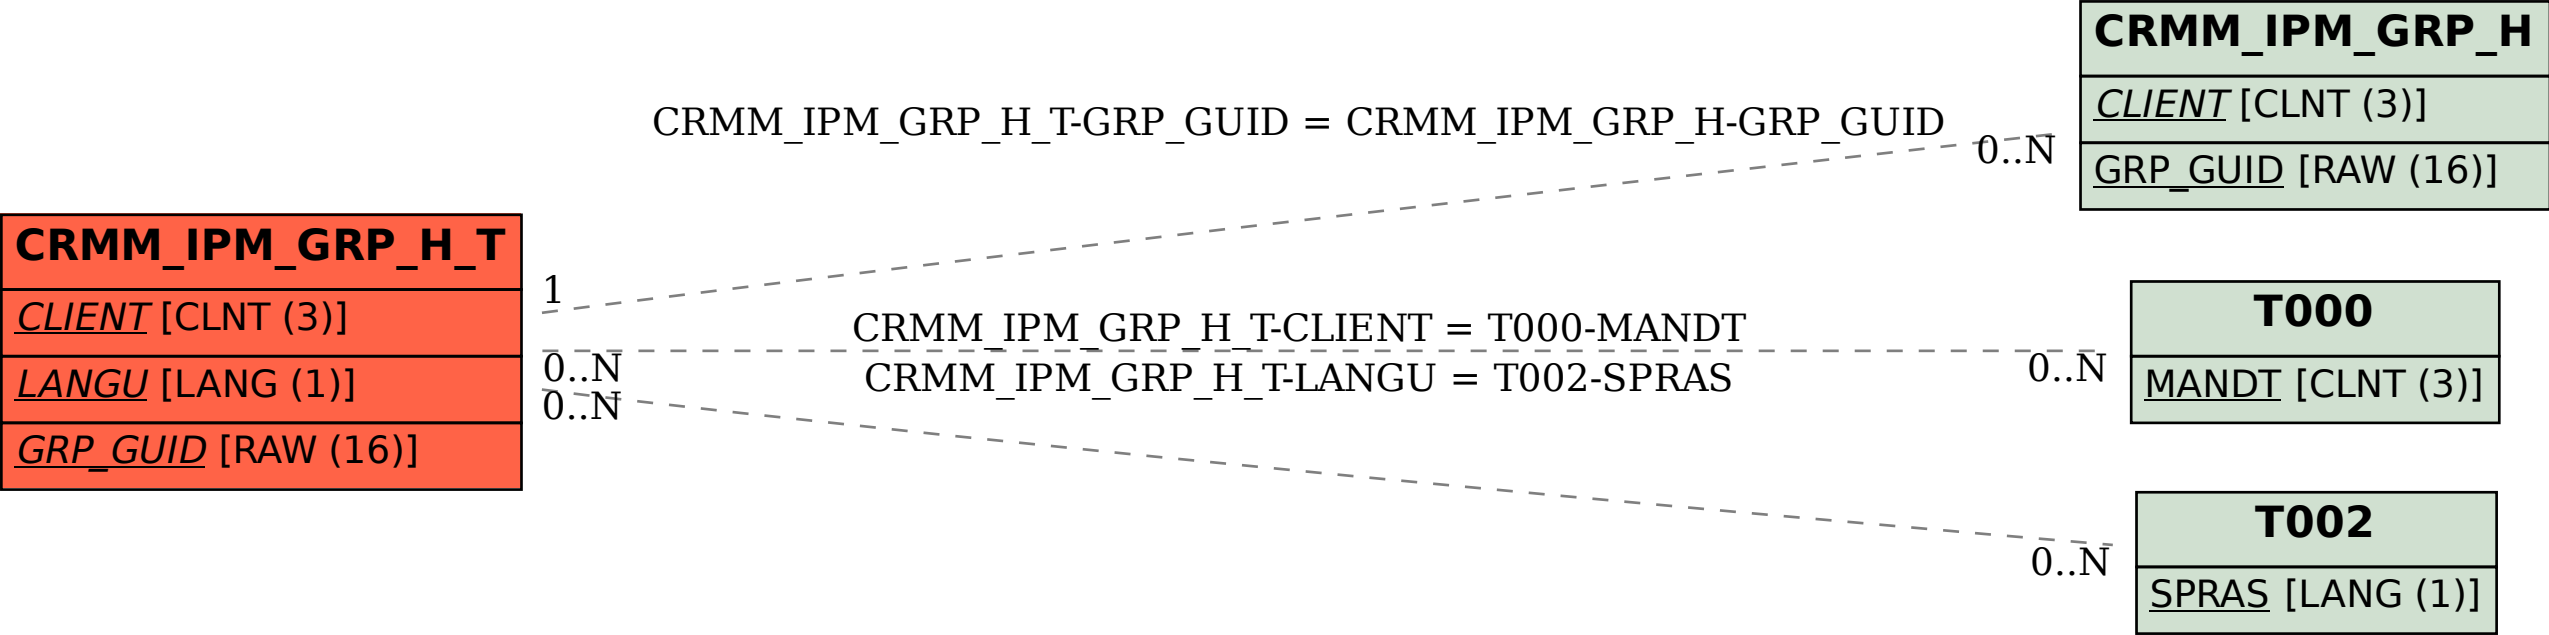 CRMM_IPM_GRP_H_T
CLIENT [CLNT (3)]
LANGU [LANG (1)]
GRP_GUID [RAW (16)]
CRMM_IPM_GRP_H_T-GRP_GUID = CRMM_IPM_GRP_H-GRP_GUID
1
0..N
CRMM_IPM_GRP_H_T-CLIENT = T000-MANDT
0..N
0..N
CRMM_IPM_GRP_H_T-LANGU = T002-SPRAS
0..N
0..N
CRMM_IPM_GRP_H
CLIENT [CLNT (3)]
GRP_GUID [RAW (16)]
T000
MANDT [CLNT (3)]
T002
SPRAS [LANG (1)]